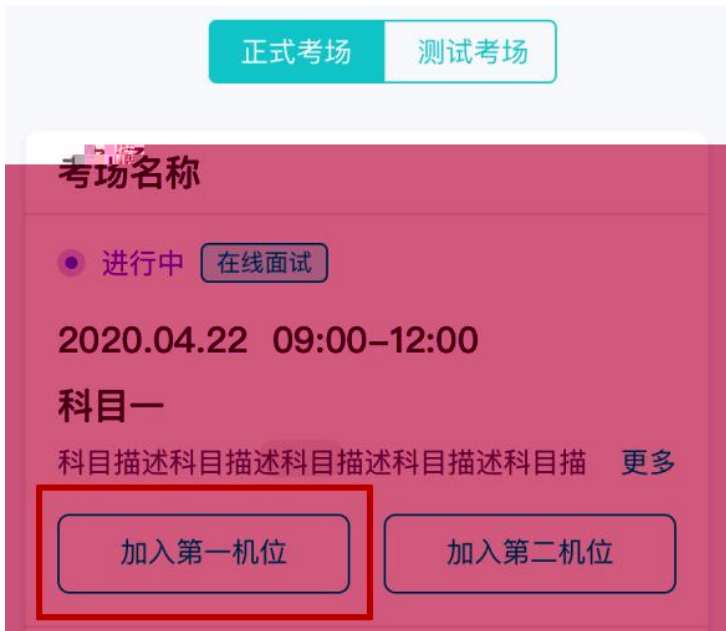 正式考场 测试考场
考场名称
进行中 在线面试
2020.04.22 09:00-12:00
科目一
科目描述科目描述科目描述科目描述科目描 更多
加入第一机位 加入第二机位